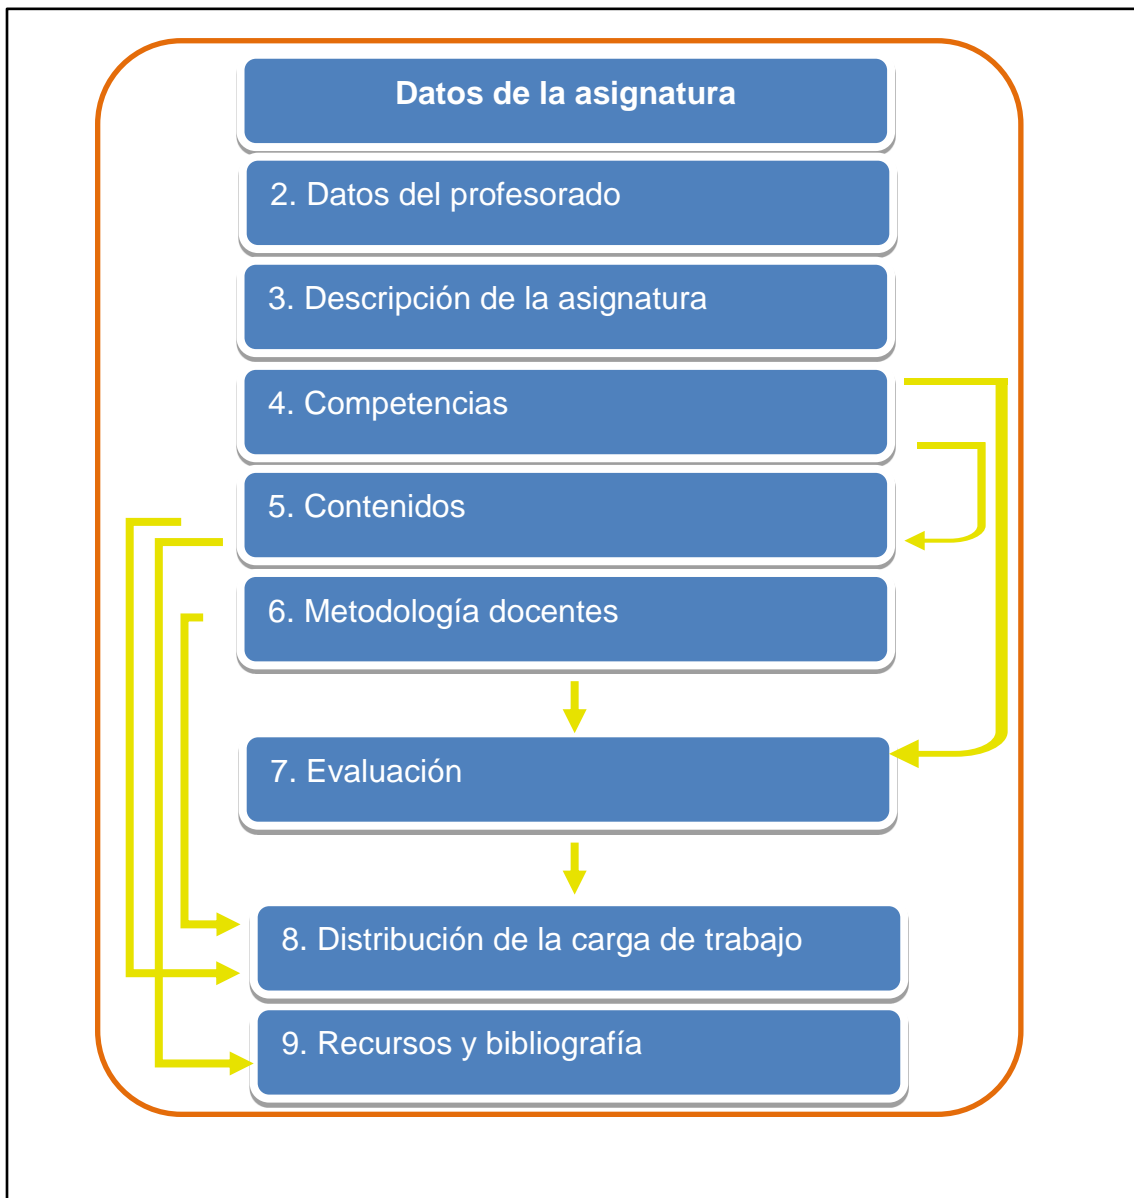 Datos de la asignatura
2. Datos del profesorado
3. Descripción de la asignatura
4. Competencias
5. Contenidos
6. Metodología docentes
7. Evaluación
8. Distribución de la carga de trabajo
9. Recursos y bibliografía